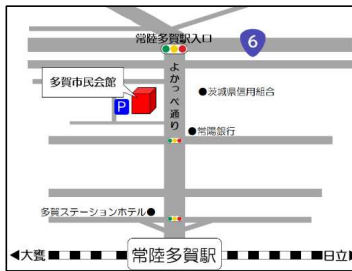 常陸多賀駅入口
6
多賀市民会館
P
よかっぺ通り
●茨城県信用組合
●常陽銀行
多賀ステーションホテル●
◀大甕
常陸多賀駅
日立▶